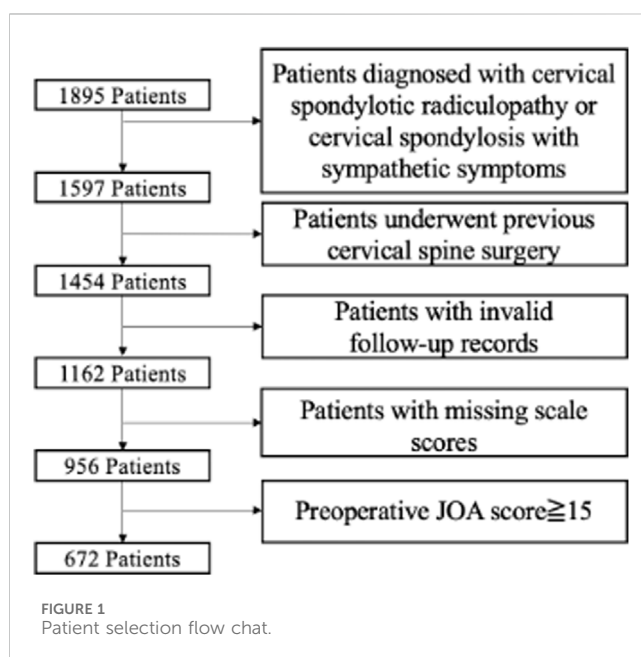 1895 Patients
Patients diagnosed with cervical
spondylotic radiculopathy or
cervical spondylosis with
sympathetic symptoms
1597 Patients
Patients underwent previous
cervical spine surgery
1454 Patients
Patients with invalid
follow-up records
1162 Patients
Patients with missing scale
scores
956 Patients
Preoperative JOA score≧15
672 Patients
FIGURE 1
Patient selection flow chat.